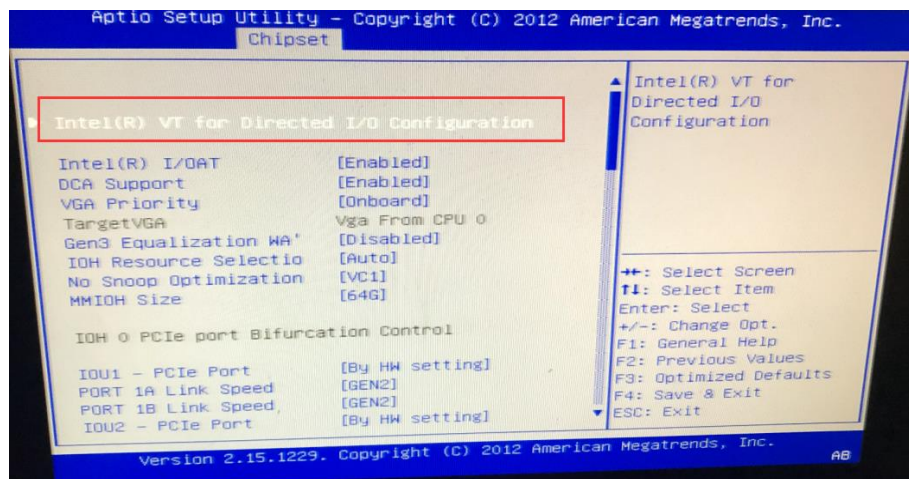 Aptio Setup Utility – Copyright (C) 2012 American Megatrends, Inc.
Chipset
Intel(R) VT for Directed I/O Configuration
Intel(R) I/OAT [Enabled]
DCA Support [Enabled]
VGA Priority [Onboard]
TargetVGA Vga From CPU 0
Gen3 Equalization WA' [Disabled]
IOH Resource Selectio [Auto]
No Snoop Optimization [VC1]
MMIOH Size [64G]
IOH 0 PCIe port Bifurcation Control
IOU1 – PCIe Port [By HW setting]
PORT 1A Link Speed [GEN2]
PORT 1B Link Speed [GEN2]
IOU2 – PCIe Port [By HW setting]
Intel(R) VT for
Directed I/O
Configuration
→←: Select Screen
↑↓: Select Item
Enter: Select
+/-: Change Opt.
F1: General Help
F2: Previous Values
F3: Optimized Defaults
F4: Save & Exit
ESC: Exit
Version 2.15.1229. Copyright (C) 2012 American Megatrends, Inc.
AB